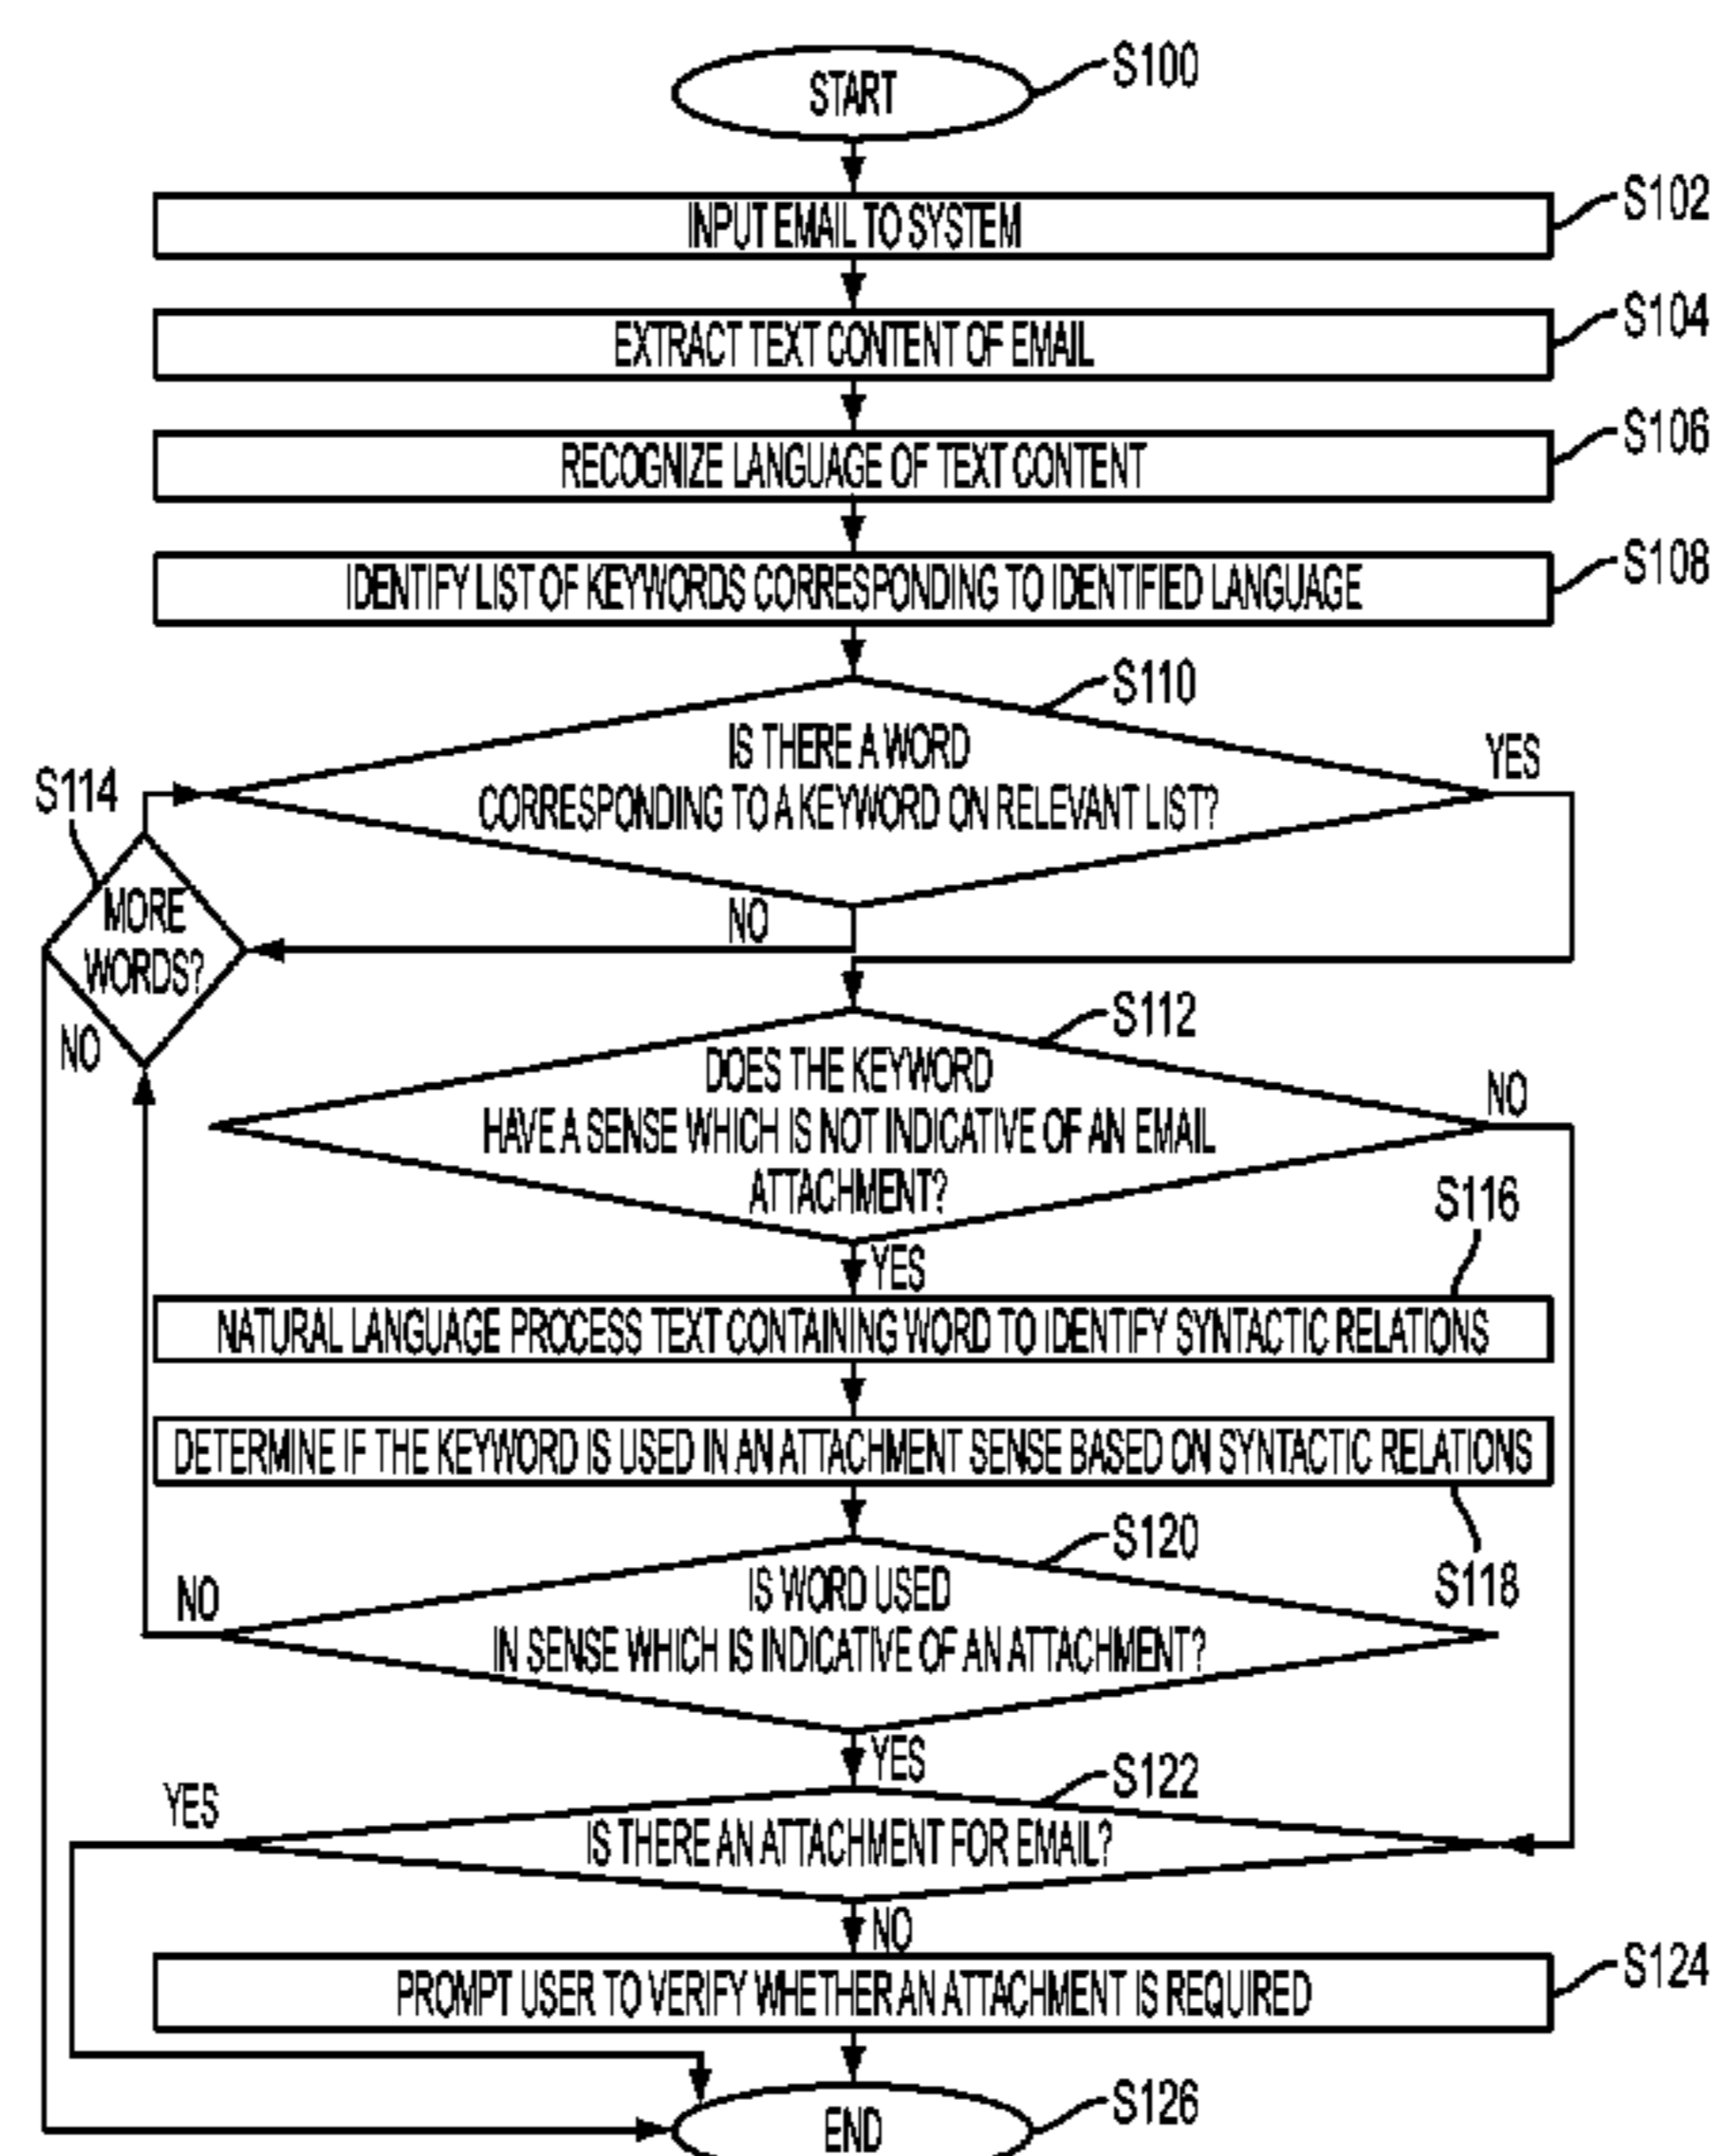 START
S100
INPUT EMAIL TO SYSTEM
S102
EXTRACT TEXT CONTENT OF EMAIL
S104
RECOGNIZE LANGUAGE OF TEXT CONTENT
S106
IDENTIFY LIST OF KEYWORDS CORRESPONDING TO IDENTIFIED LANGUAGE
S108
S110
IS THERE A WORD
CORRESPONDING TO A KEYWORD ON RELEVANT LIST?
YES
NO
S114
MORE
WORDS?
NO
S112
DOES THE KEYWORD
HAVE A SENSE WHICH IS NOT INDICATIVE OF AN EMAIL
ATTACHMENT?
NO
YES
S116
NATURAL LANGUAGE PROCESS TEXT CONTAINING WORD TO IDENTIFY SYNTACTIC RELATIONS
DETERMINE IF THE KEYWORD IS USED IN AN ATTACHMENT SENSE BASED ON SYNTACTIC RELATIONS
S118
S120
IS WORD USED
IN SENSE WHICH IS INDICATIVE OF AN ATTACHMENT?
NO
YES
S122
IS THERE AN ATTACHMENT FOR EMAIL?
YES
NO
PROMPT USER TO VERIFY WHETHER AN ATTACHMENT IS REQUIRED
S124
END
S126